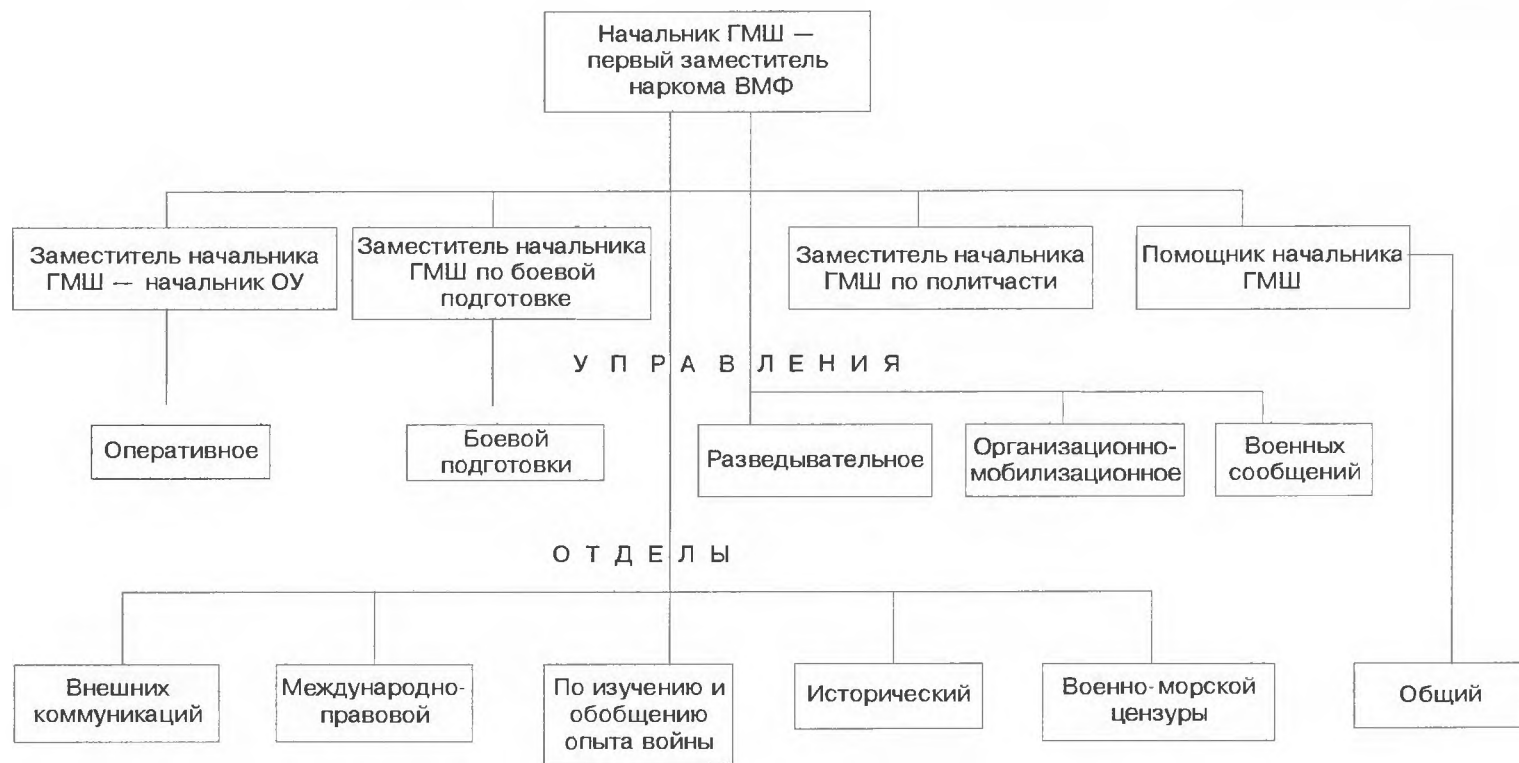 Начальник ГМШ —
первый заместитель
наркома ВМФ
Заместитель начальника
ГМШ — начальник ОУ
Заместитель начальника
ГМШ по боевой
подготовке
Заместитель начальника
ГМШ по политчасти
Помощник начальника
ГМШ
УПРАВЛЕНИЯ
Оперативное
Боевой
подготовки
Разведывательное
Организационно-
мобилизационное
Военных
сообщений
ОТДЕЛЫ
Внешних
коммуникаций
Международно-
правовой
По изучению и
обобщению
опыта войны
Исторический
Военно-морской
цензуры
Общий